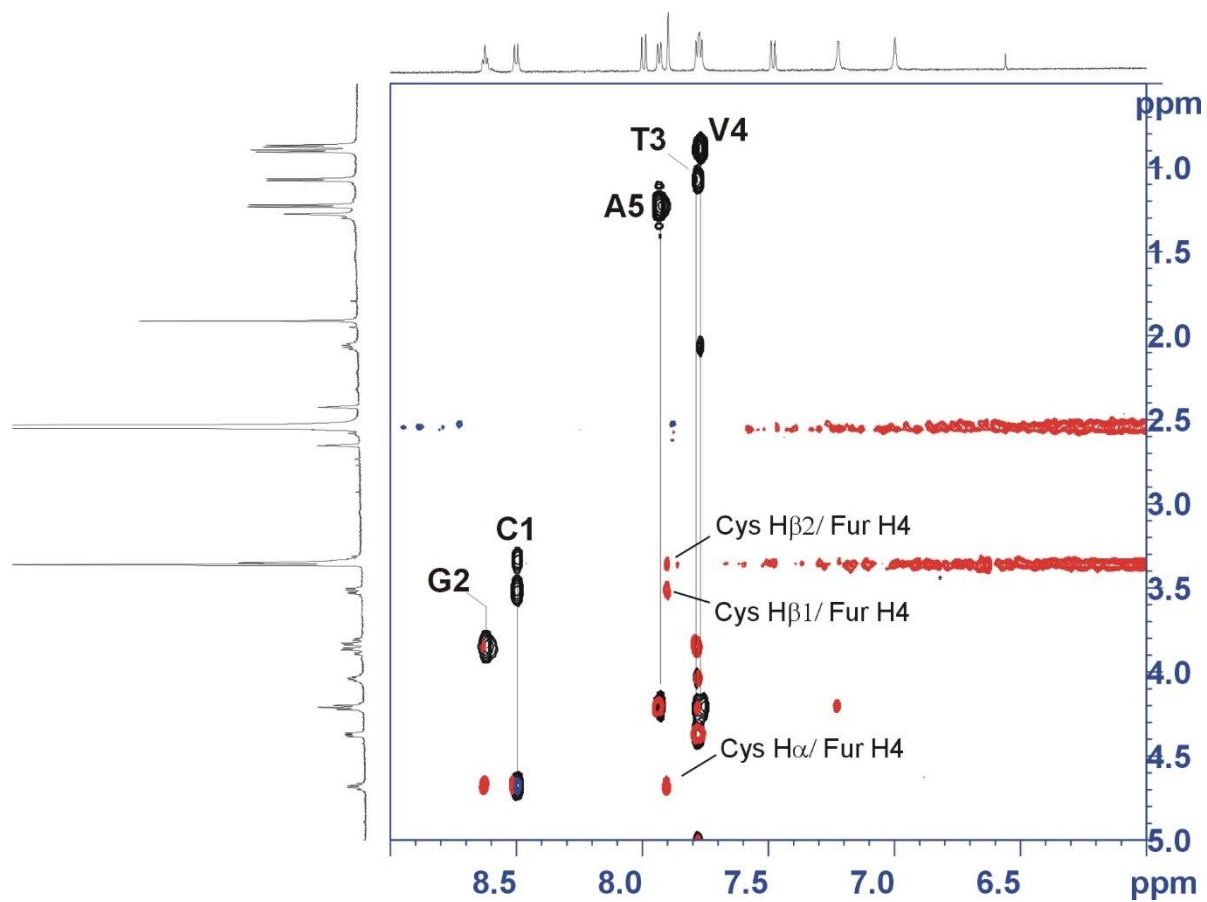 ppm
V4
T3
1.0
A5
1.5
2.0
2.5
3.0
Cys Hβ2/ Fur H4
C1
G2
3.5
Cys Hβ1/ Fur H4
4.0
Cys Hα/ Fur H4
4.5
5.0
8.5 8.0 7.5 7.0 6.5 ppm